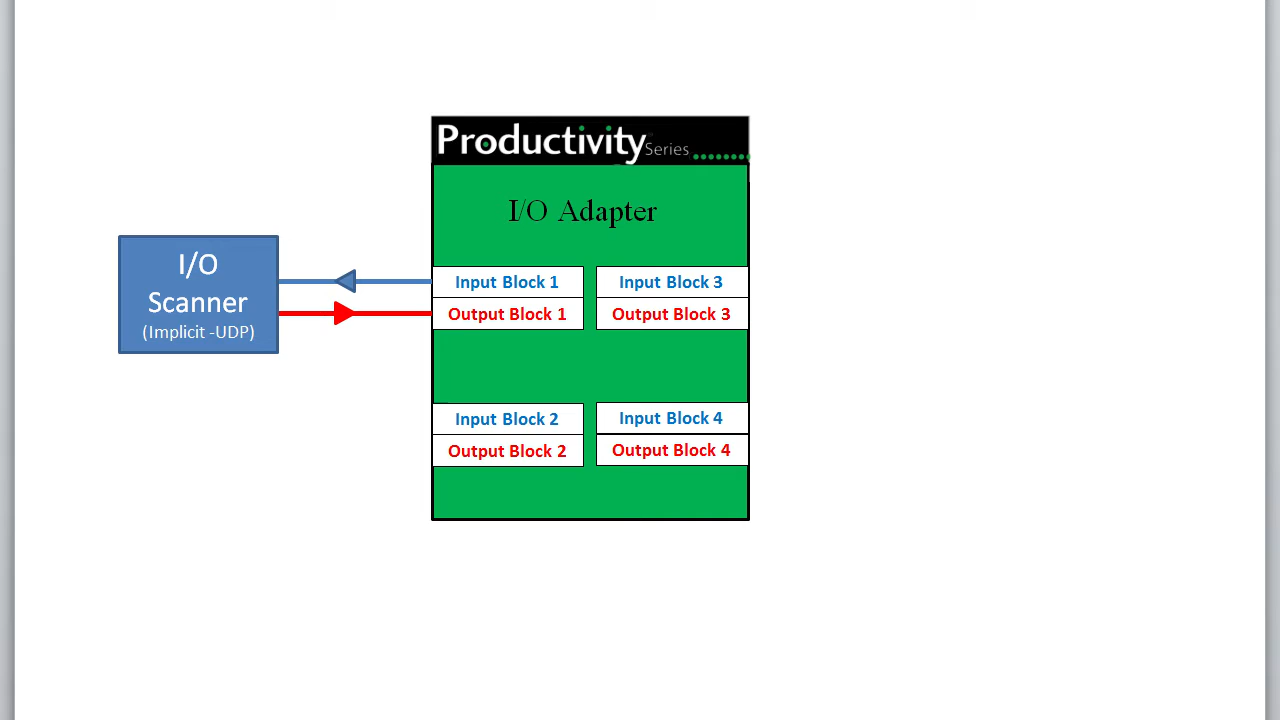 Productivity Series
I/O Adapter
I/O
Scanner
(Implicit -UDP)
Input Block 1
Output Block 1
Input Block 3
Output Block 3
Input Block 2
Output Block 2
Input Block 4
Output Block 4